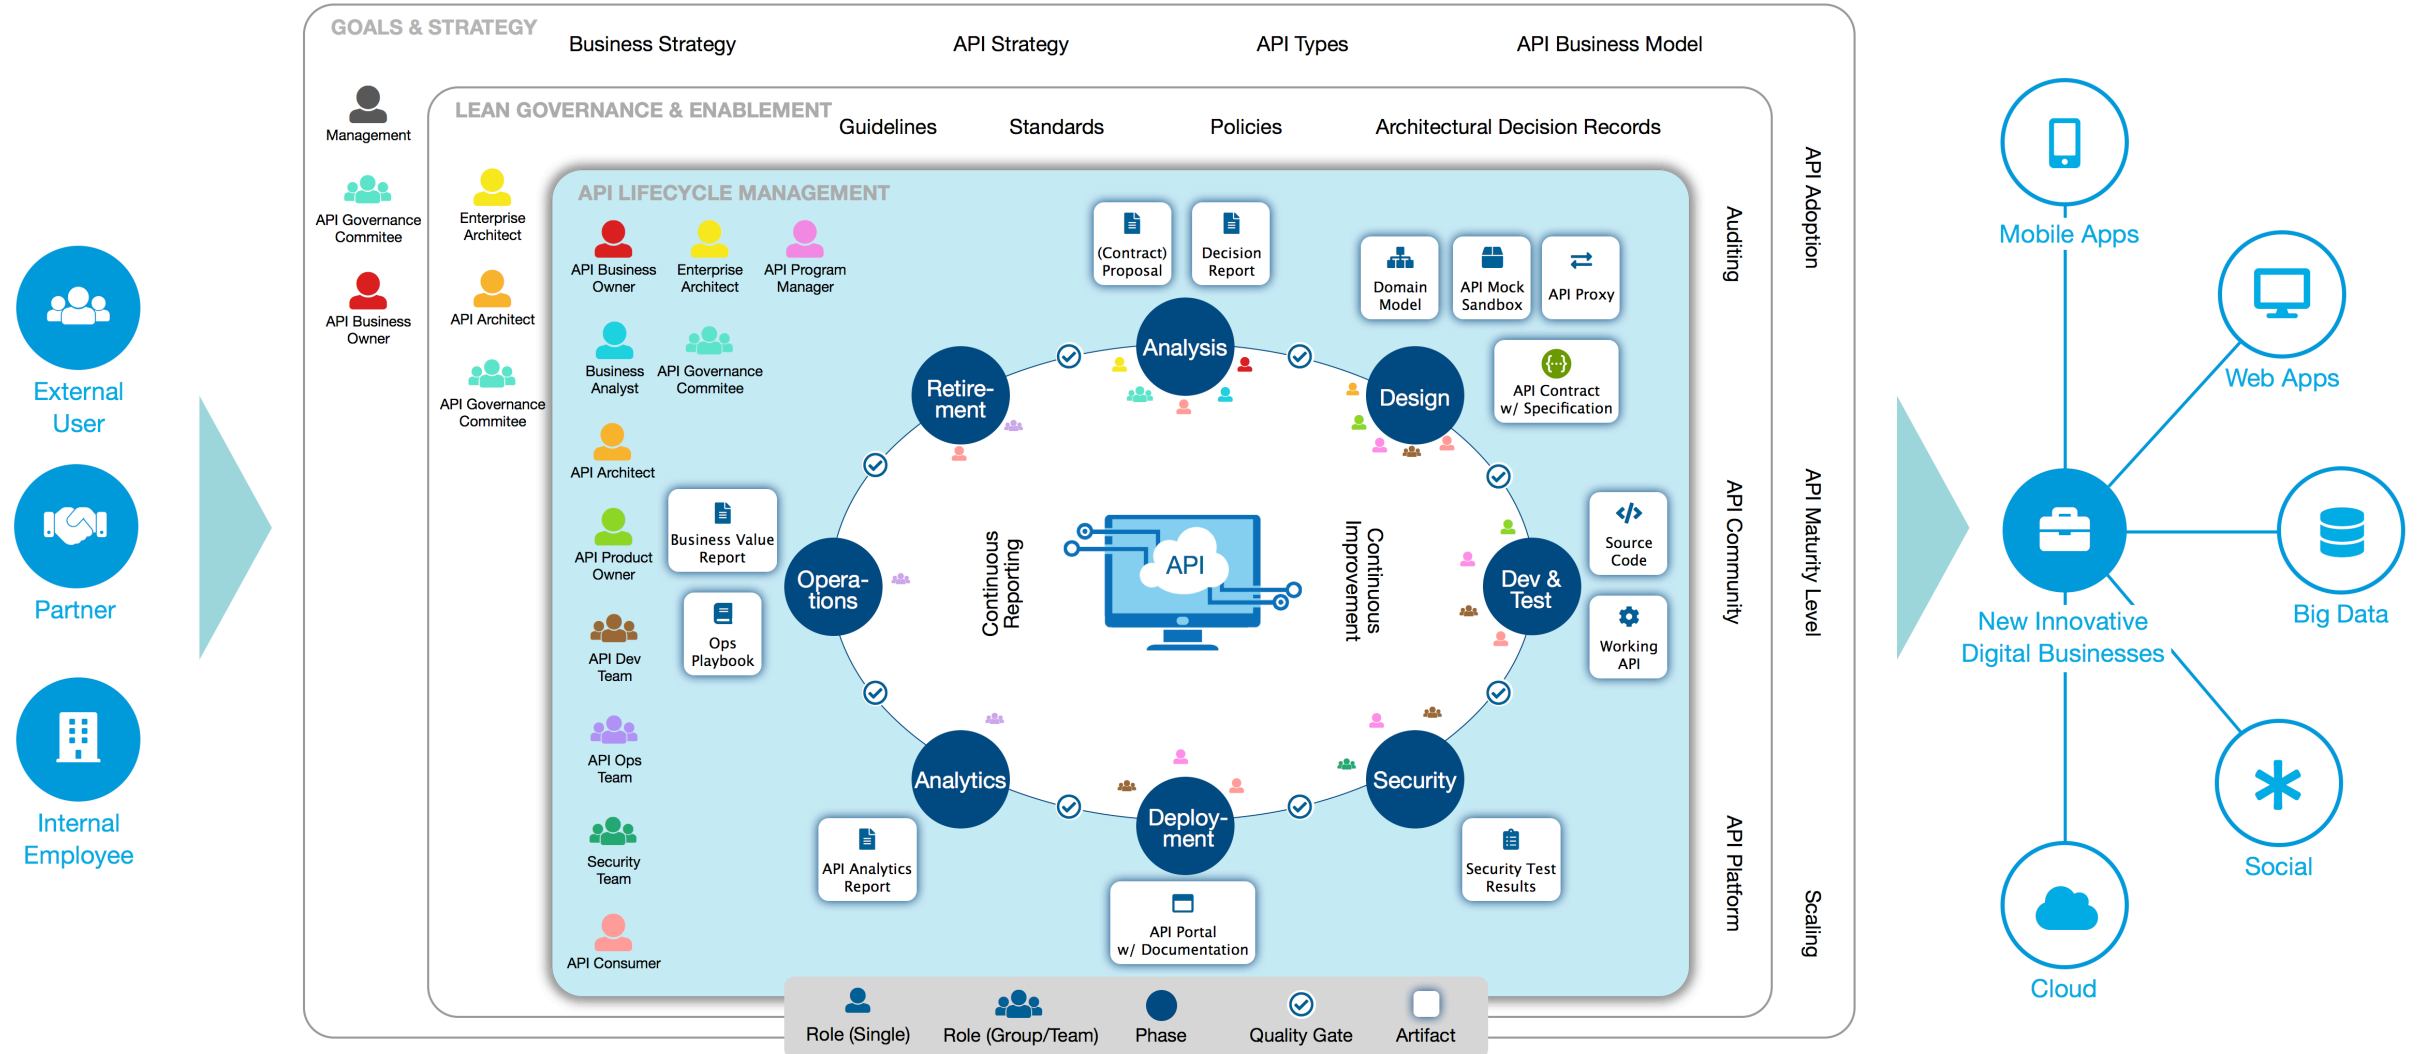 GOALS & STRATEGY
Business Strategy
API Strategy
API Types
API Business Model
Management
API Governance
Commitee
API Business
Owner
API Adoption
API Maturity Level
Scaling
LEAN GOVERNANCE & ENABLEMENT
Guidelines
Standards
Policies
Architectural Decision Records
Enterprise
Architect
API Architect
API Governance
Commitee
Auditing
API Community
API Platform
API LIFECYCLE MANAGEMENT
API Business
Owner
Enterprise
Architect
API Program
Manager
Business
Analyst
API Governance
Commitee
API Architect
API Product
Owner
API Dev
Team
API Ops
Team
Security
Team
API Consumer
(Contract)
Proposal
Decision
Report
Domain
Model
API Mock
Sandbox
API Proxy
API Contract
w/ Specification
Source
Code
Working
API
Security Test
Results
API Portal
w/ Documentation
API Analytics
Report
Ops
Playbook
Business Value
Report
Analysis
Design
Dev &
Test
Security
Deploy-
ment
Analytics
Opera-
tions
Retire-
ment
Continuous
Reporting
API
Continuous
Improvement
Role (Single)
Role (Group/Team)
Phase
Quality Gate
Artifact
External
User
Partner
Internal
Employee
Mobile Apps
Web Apps
Big Data
New Innovative
Digital Businesses
Social
Cloud